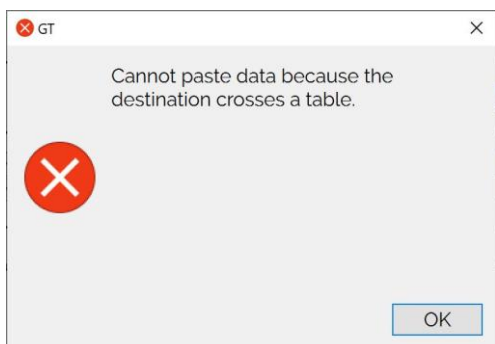 GT
Cannot paste data because the
destination crosses a table.
OK